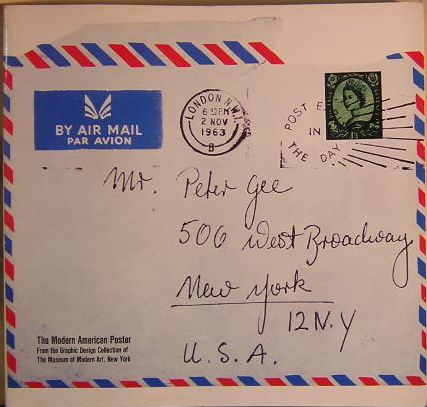 BY AIR MAIL
PAR AVION
LONDON N.W.1
6 45 PM
2 NOV
1963
B
POST E
IN
THE DAY
Mr. Peter Gee
506 West Broadway
New York
12 N.Y
U.S.A.
The Modern American Poster
From the Graphic Design Collection of
The Museum of Modern Art, New York